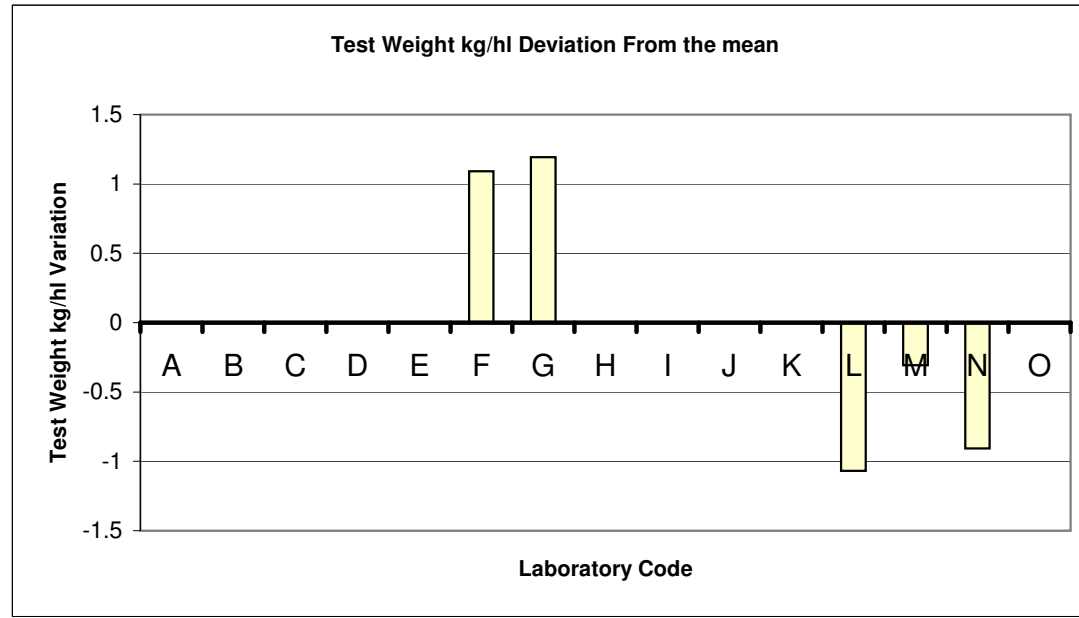 Test Weight kg/hl Deviation From the mean
1.5
1
0.5
0
-0.5
-1
-1.5
Test Weight kg/hl Variation
A B C D E F G H I J K L M N O
Laboratory Code